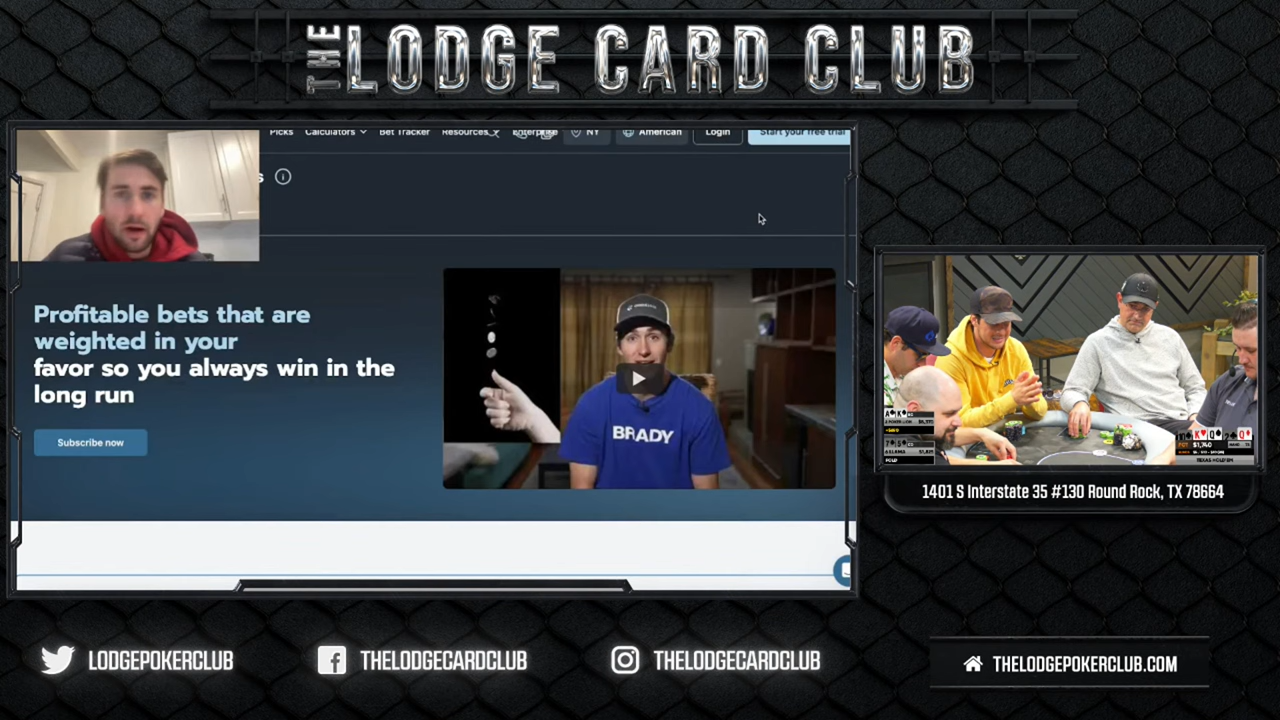 THE LODGE CARD CLUB
Picks Calculators Bet Tracker Resources Enterprise NY American Login Start your free trial
s
Profitable bets that are
weighted in your
favor so you always win in the
long run
Subscribe now
BRADY
1401 S Interstate 35 #130 Round Rock, TX 78664
LODGEPOKERCLUB
THELODGECARDCLUB
THELODGECARDCLUB
THELODGEPOKERCLUB.COM